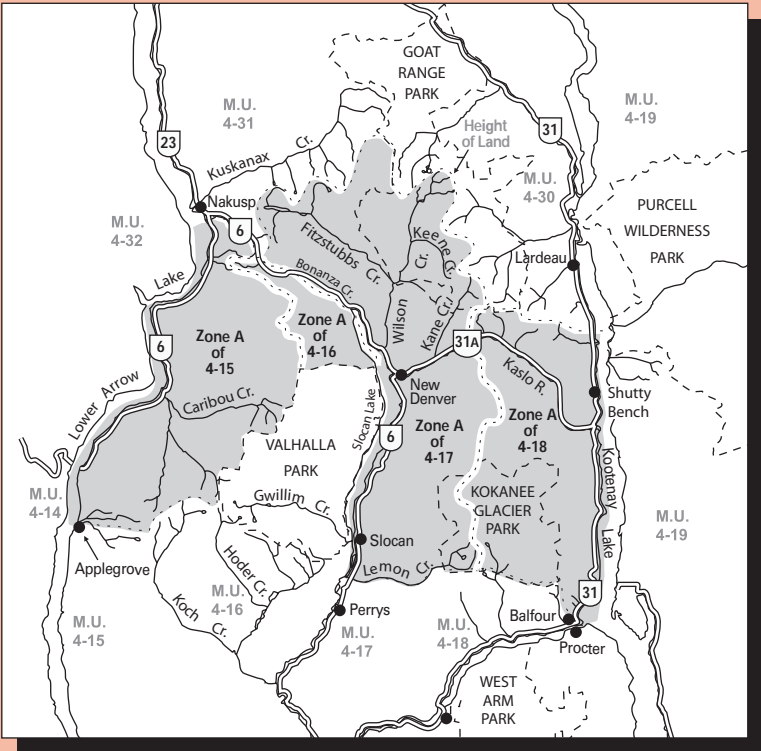 GOAT
RANGE
PARK
M.U.
4-31
M.U.
4-19
Height
of Land
31
23
Kuskanax Cr.
M.U.
4-30
Nakusp
PURCELL
WILDERNESS
PARK
M.U.
4-32
6
Fitzstubbs Cr.
Keene Cr.
Cr.
Lardeau
Bonanza Cr.
Lake
Wilson
Kane Cr.
Zone A
of
4-15
Zone A
of
4-16
31A
6
Kaslo R.
New
Denver
Shutty
Bench
Lower Arrow
Caribou Cr.
Slocan Lake
Zone A
of
4-17
Zone A
of
4-18
6
VALHALLA
PARK
Kootenay
Lake
KOKANEE
GLACIER
PARK
M.U.
4-14
Gwillim Cr.
M.U.
4-19
Slocan
Applegrove
Lemon Cr.
Hoder Cr.
M.U.
4-16
31
Koch Cr.
Perrys
Balfour
M.U.
4-15
M.U.
4-17
M.U.
4-18
Procter
WEST
ARM
PARK